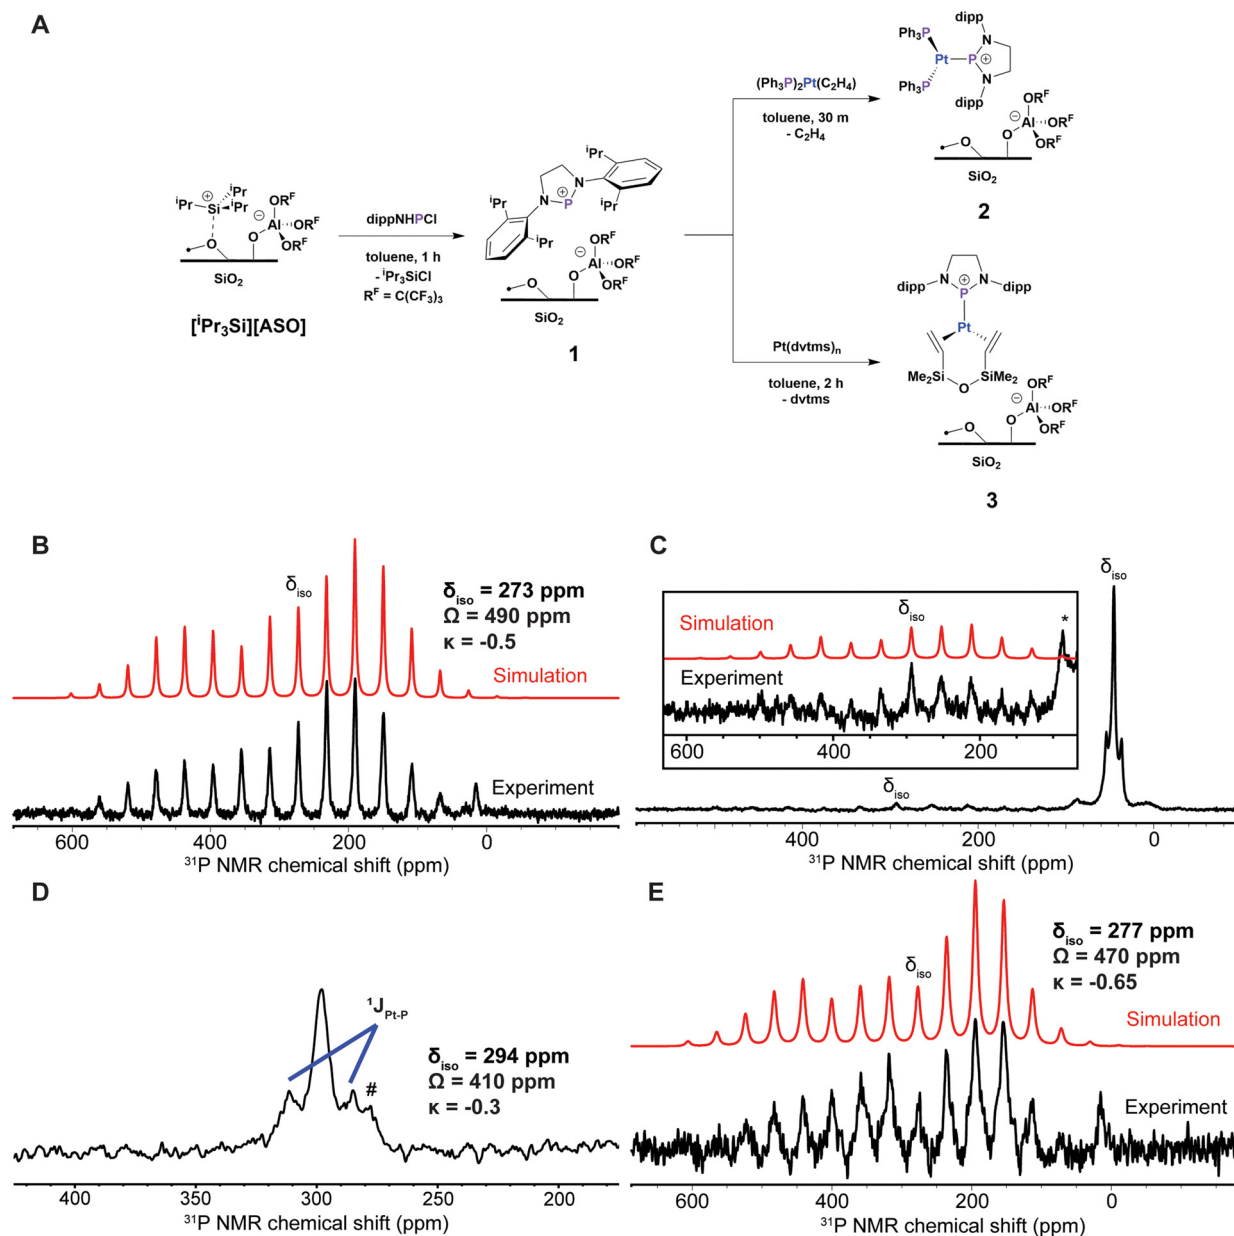 A
dipp
Ph₃P
N
Pt
P
⊕
Ph₃P
N
dipp
ORᶠ
⊖
Al
ORᶠ
O
ORᶠ
O
SiO₂
2
(Ph₃P)₂Pt(C₂H₄)
toluene, 30 m
- C₂H₄
ⁱPr
N
⊕
N
P
ⁱPr
ⁱPr
ⁱPr
ORᶠ
⊖
Al
ORᶠ
O
ORᶠ
O
SiO₂
1
ⁱPr
⊕
ⁱPr
Si
ⁱPr
ORᶠ
⊖
Al
ORᶠ
O
ORᶠ
O
SiO₂
[ⁱPr₃Si][ASO]
dippNHPCl
toluene, 1 h
- ⁱPr₃SiCl
Rᶠ = C(CF₃)₃
Pt(dvtms)ₙ
toluene, 2 h
- dvtms
N
⊕
N
dipp
P
dipp
Pt
Me₂Si
SiMe₂
O
ORᶠ
⊖
Al
ORᶠ
O
ORᶠ
O
SiO₂
3
B
δiso
δiso = 273 ppm
Ω = 490 ppm
κ = -0.5
Simulation
Experiment
600 400 200 0
³¹P NMR chemical shift (ppm)
C
δiso
δiso
*
Simulation
Experiment
600 400 200
δiso
400 200 0
³¹P NMR chemical shift (ppm)
D
¹J Pt-P
#
δiso = 294 ppm
Ω = 410 ppm
κ = -0.3
400 350 300 250 200
³¹P NMR chemical shift (ppm)
E
δiso
δiso = 277 ppm
Ω = 470 ppm
κ = -0.65
Simulation
Experiment
600 400 200 0
³¹P NMR chemical shift (ppm)